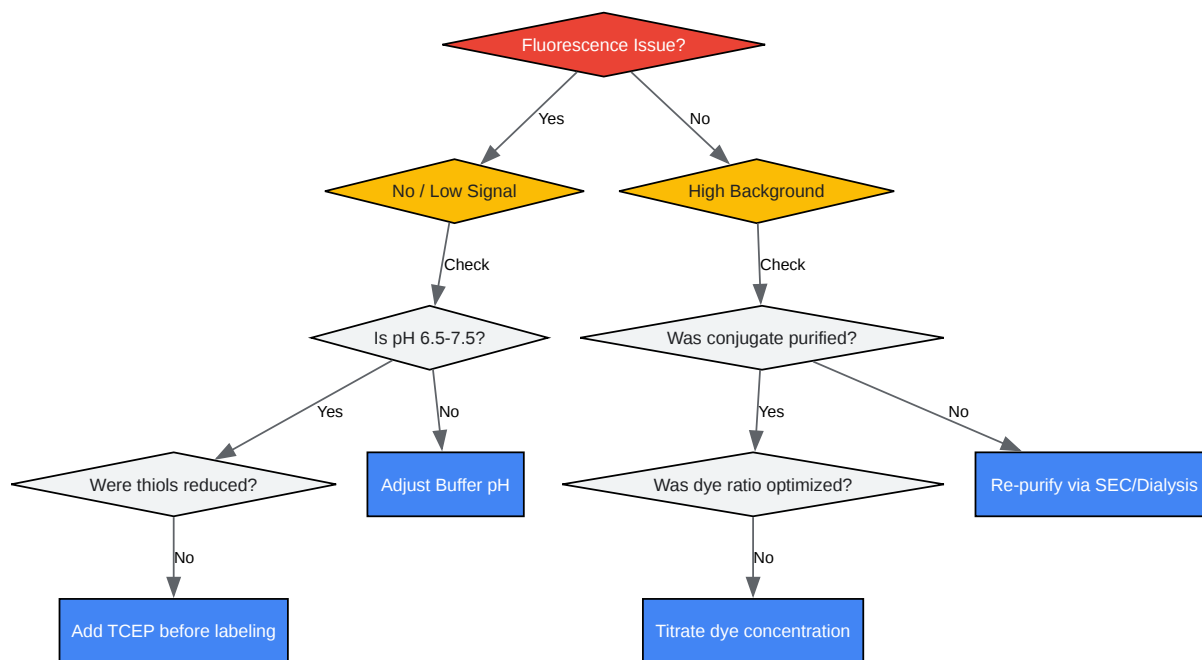 Fluorescence Issue?
Yes
No
No / Low Signal
High Background
Check
Check
Is pH 6.5-7.5?
Was conjugate purified?
Yes
No
Yes
No
Were thiols reduced?
Adjust Buffer pH
Was dye ratio optimized?
Re-purify via SEC/Dialysis
No
No
Add TCEP before labeling
Titrate dye concentration